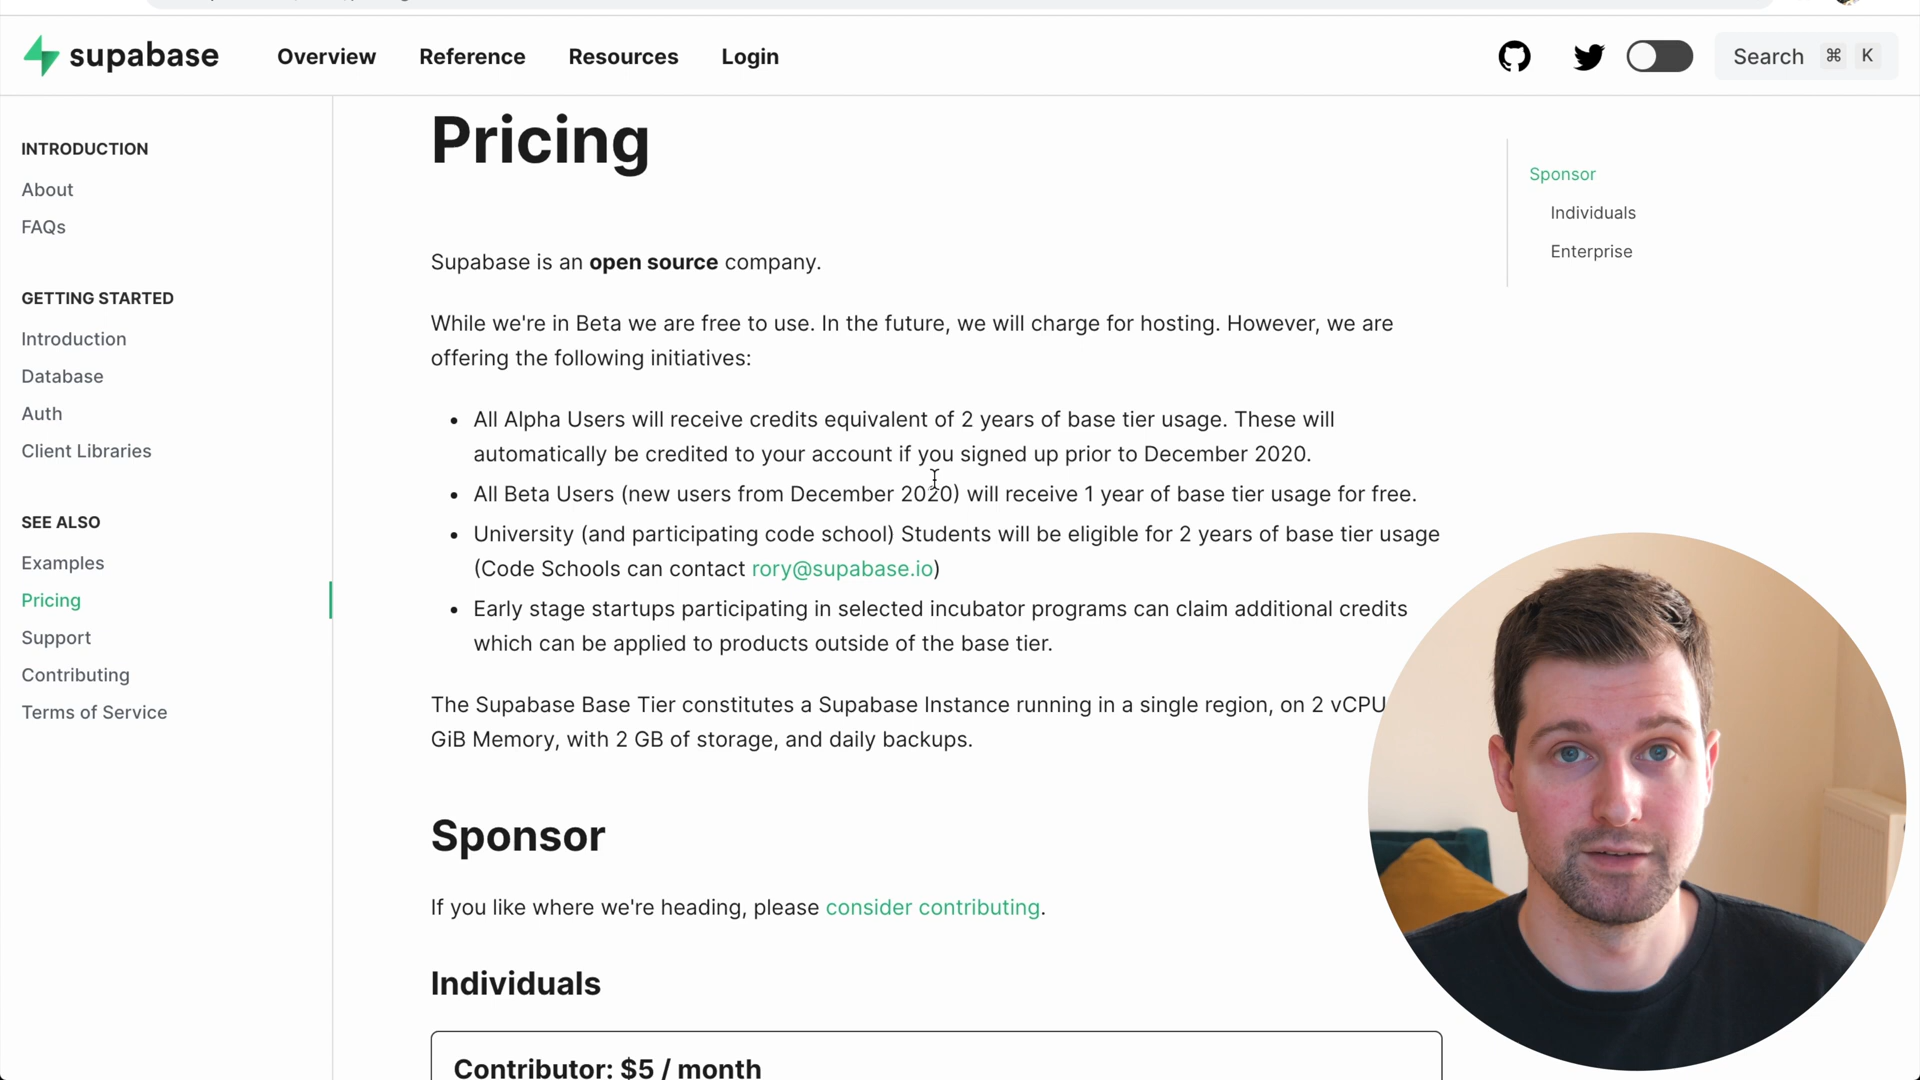 supabase
Overview
Reference
Resources
Login
Search ⌘ K
INTRODUCTION
About
FAQs
GETTING STARTED
Introduction
Database
Auth
Client Libraries
SEE ALSO
Examples
Pricing
Support
Contributing
Terms of Service
Pricing
Supabase is an open source company.
While we're in Beta we are free to use. In the future, we will charge for hosting. However, we are
offering the following initiatives:
• All Alpha Users will receive credits equivalent of 2 years of base tier usage. These will
automatically be credited to your account if you signed up prior to December 2020.
• All Beta Users (new users from December 2020) will receive 1 year of base tier usage for free.
• University (and participating code school) Students will be eligible for 2 years of base tier usage
(Code Schools can contact rory@supabase.io)
• Early stage startups participating in selected incubator programs can claim additional credits
which can be applied to products outside of the base tier.
The Supabase Base Tier constitutes a Supabase Instance running in a single region, on 2 vCPU
GiB Memory, with 2 GB of storage, and daily backups.
Sponsor
If you like where we're heading, please consider contributing.
Individuals
Contributor: $5 / month
Sponsor
Individuals
Enterprise